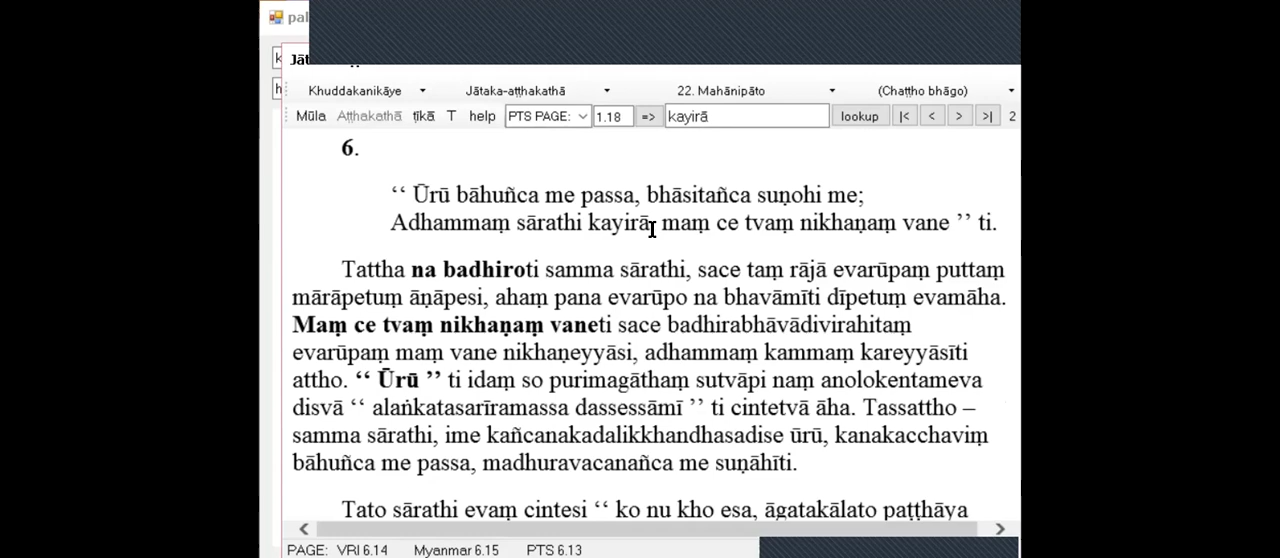 pal
Jāt
Khuddakanikāye Jātaka-aṭṭhakathā 22. Mahānipāto (Chaṭṭho bhāgo)
Mūla Aṭṭhakathā ṭīkā T help PTS PAGE: 1.18 => kayirā lookup |< < > >| 2
6.
‘‘ Ūrū bāhuñca me passa, bhāsitañca suṇohi me;
Adhammaṃ sārathi kayirā, maṃ ce tvaṃ nikhaṇaṃ vane ’’ ti.
Tattha na badhiroti samma sārathi, sace taṃ rājā evarūpaṃ puttaṃ
mārāpetuṃ āṇāpesi, ahaṃ pana evarūpo na bhavāmīti dīpetuṃ evamāha.
Maṃ ce tvaṃ nikhaṇaṃ vaneti sace badhirabhāvādivirahitaṃ
evarūpaṃ maṃ vane nikhaṇeyyāsi, adhammaṃ kammaṃ kareyyāsīti
attho. ‘‘ Ūrū ’’ ti idaṃ so purimagāthaṃ sutvāpi naṃ anolokentameva
disvā ‘‘ alaṅkatasarīramassa dassessāmī ’’ ti cintetvā āha. Tassattho –
samma sārathi, ime kañcanakadalikkhandhasadise ūrū, kanakacchaviṃ
bāhuñca me passa, madhuravacanañca me suṇāhīti.
Tato sārathi evaṃ cintesi ‘‘ ko nu kho esa, āgatakālato paṭṭhāya
PAGE: VRI 6.14 Myanmar 6.15 PTS 6.13